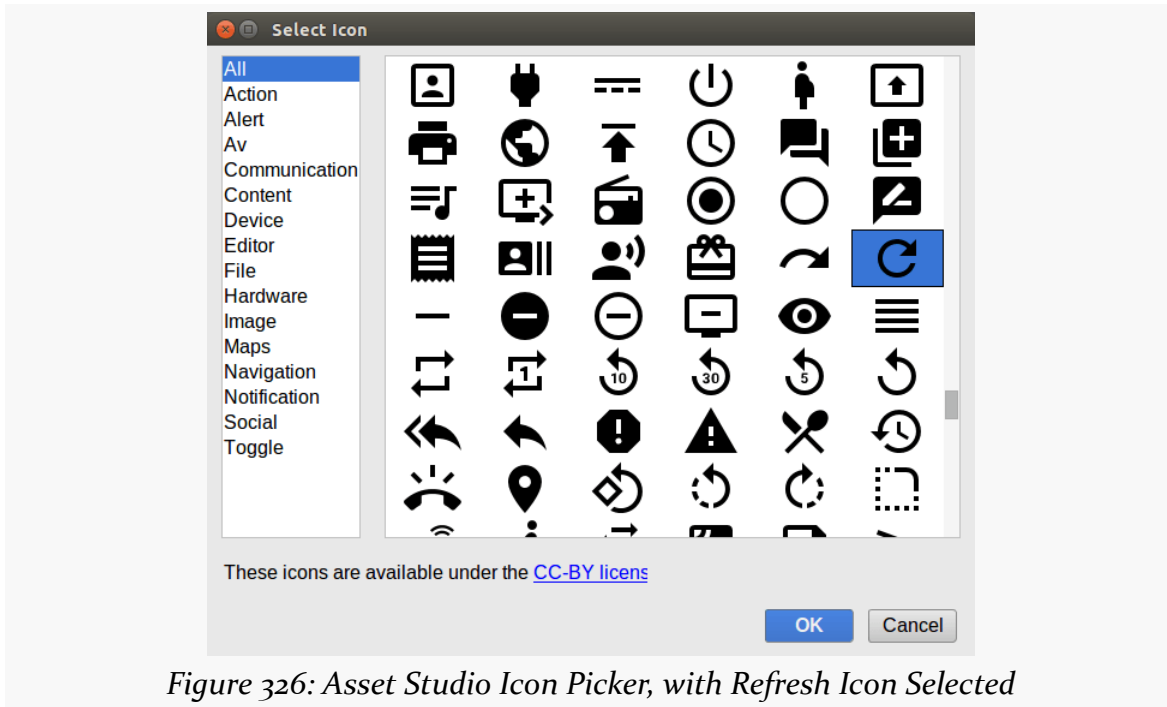 Select Icon
All
Action
Alert
Av
Communication
Content
Device
Editor
File
Hardware
Image
Maps
Navigation
Notification
Social
Toggle
1
10
30
5
These icons are available under the CC-BY licens
OK
Cancel
Figure 326: Asset Studio Icon Picker, with Refresh Icon Selected